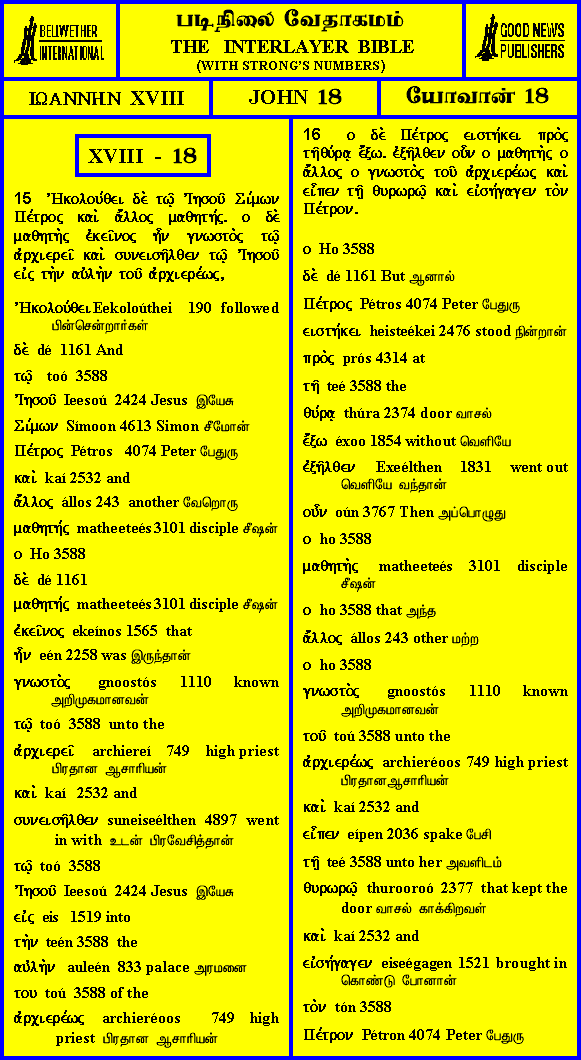 BELLWETHER
INTERNATIONAL
படிநிலை வேதாகமம்
THE INTERLAYER BIBLE
(WITH STRONG'S NUMBERS)
GOOD NEWS
PUBLISHERS
ΙΩΑΝΝΗΝ XVIII
JOHN 18
யோவான் 18
XVIII - 18
15 Ἠκολούθει δὲ τῷ Ἰησοῦ Σίμων
Πέτρος καὶ ἄλλος μαθητής. ο δὲ
μαθητὴς ἐκεῖνος ἦν γνωστὸς τῷ
ἀρχιερεῖ καὶ συνεισῆλθεν τῷ Ἰησοῦ
εἰς τὴν αὐλὴν τοῦ ἀρχιερέως,
Ἠκολούθει Eekoloúthei 190 followed
பின்சென்றார்கள்
δὲ dé 1161 And
τῷ toó 3588
Ἰησοῦ Ieesoú 2424 Jesus இயேசு
Σίμων Símoon 4613 Simon சீமோன்
Πέτρος Pétros 4074 Peter பேதுரு
καὶ kaí 2532 and
ἄλλος állos 243 another வேறொரு
μαθητής matheeteés 3101 disciple சீஷன்
ο Ho 3588
δὲ dé 1161
μαθητής matheeteés 3101 disciple சீஷன்
ἐκεῖνος ekeínos 1565 that
ἦν eén 2258 was இருந்தான்
γνωστὸς gnoostós 1110 known
அறிமுகமானவன்
τῷ toó 3588 unto the
ἀρχιερεῖ archiereí 749 high priest
பிரதான ஆசாரியன்
καὶ kaí 2532 and
συνεισῆλθεν suneiseélthen 4897 went
in with உடன் பிரவேசித்தான்
τῷ toó 3588
Ἰησοῦ Ieesoú 2424 Jesus இயேசு
εἰς eis 1519 into
τὴν teén 3588 the
αὐλὴν auleén 833 palace அரமனை
του toú 3588 of the
ἀρχιερέως archieréoos 749 high
priest பிரதான ஆசாரியன்
16 ο δὲ Πέτρος ειστήκει πρὸς
τῇθύρᾳ ἔξω. ἐξῆλθεν οὖν ο μαθητὴς ο
ἄλλος ο γνωστὸς τοῦ ἀρχιερέως καὶ
εἶπεν τῇ θυρωρῷ καὶ εἰσήγαγεν τὸν
Πέτρον.
ο Ho 3588
δὲ dé 1161 But ஆனால்
Πέτρος Pétros 4074 Peter பேதுரு
ειστήκει heisteékei 2476 stood நின்றான்
πρὸς prós 4314 at
τῇ teé 3588 the
θύρᾳ thúra 2374 door வாசல்
ἔξω éxoo 1854 without வெளியே
ἐξῆλθεν Exeélthen 1831 went out
வெளியே வந்தான்
οὖν oún 3767 Then அப்பொழுது
ο ho 3588
μαθητὴς matheeteés 3101 disciple
சீஷன்
ο ho 3588 that அந்த
ἄλλος állos 243 other மற்ற
ο ho 3588
γνωστὸς gnoostós 1110 known
அறிமுகமானவன்
τοῦ toú 3588 unto the
ἀρχιερέως archieréoos 749 high priest
பிரதானஆசாரியன்
καὶ kaí 2532 and
εἶπεν eípen 2036 spake பேசி
τῇ teé 3588 unto her அவளிடம்
θυρωρῷ thurooroó 2377 that kept the
door வாசல் காக்கிறவள்
καὶ kaí 2532 and
εἰσήγαγεν eiseégagen 1521 brought in
கொண்டு போனான்
τὸν tón 3588
Πέτρον Pétron 4074 Peter பேதுரு